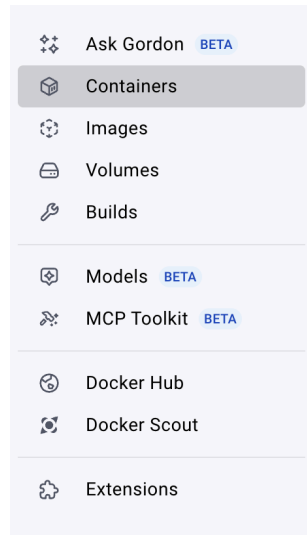 Ask Gordon BETA
Containers
Images
Volumes
Builds
Models BETA
MCP Toolkit BETA
Docker Hub
Docker Scout
Extensions